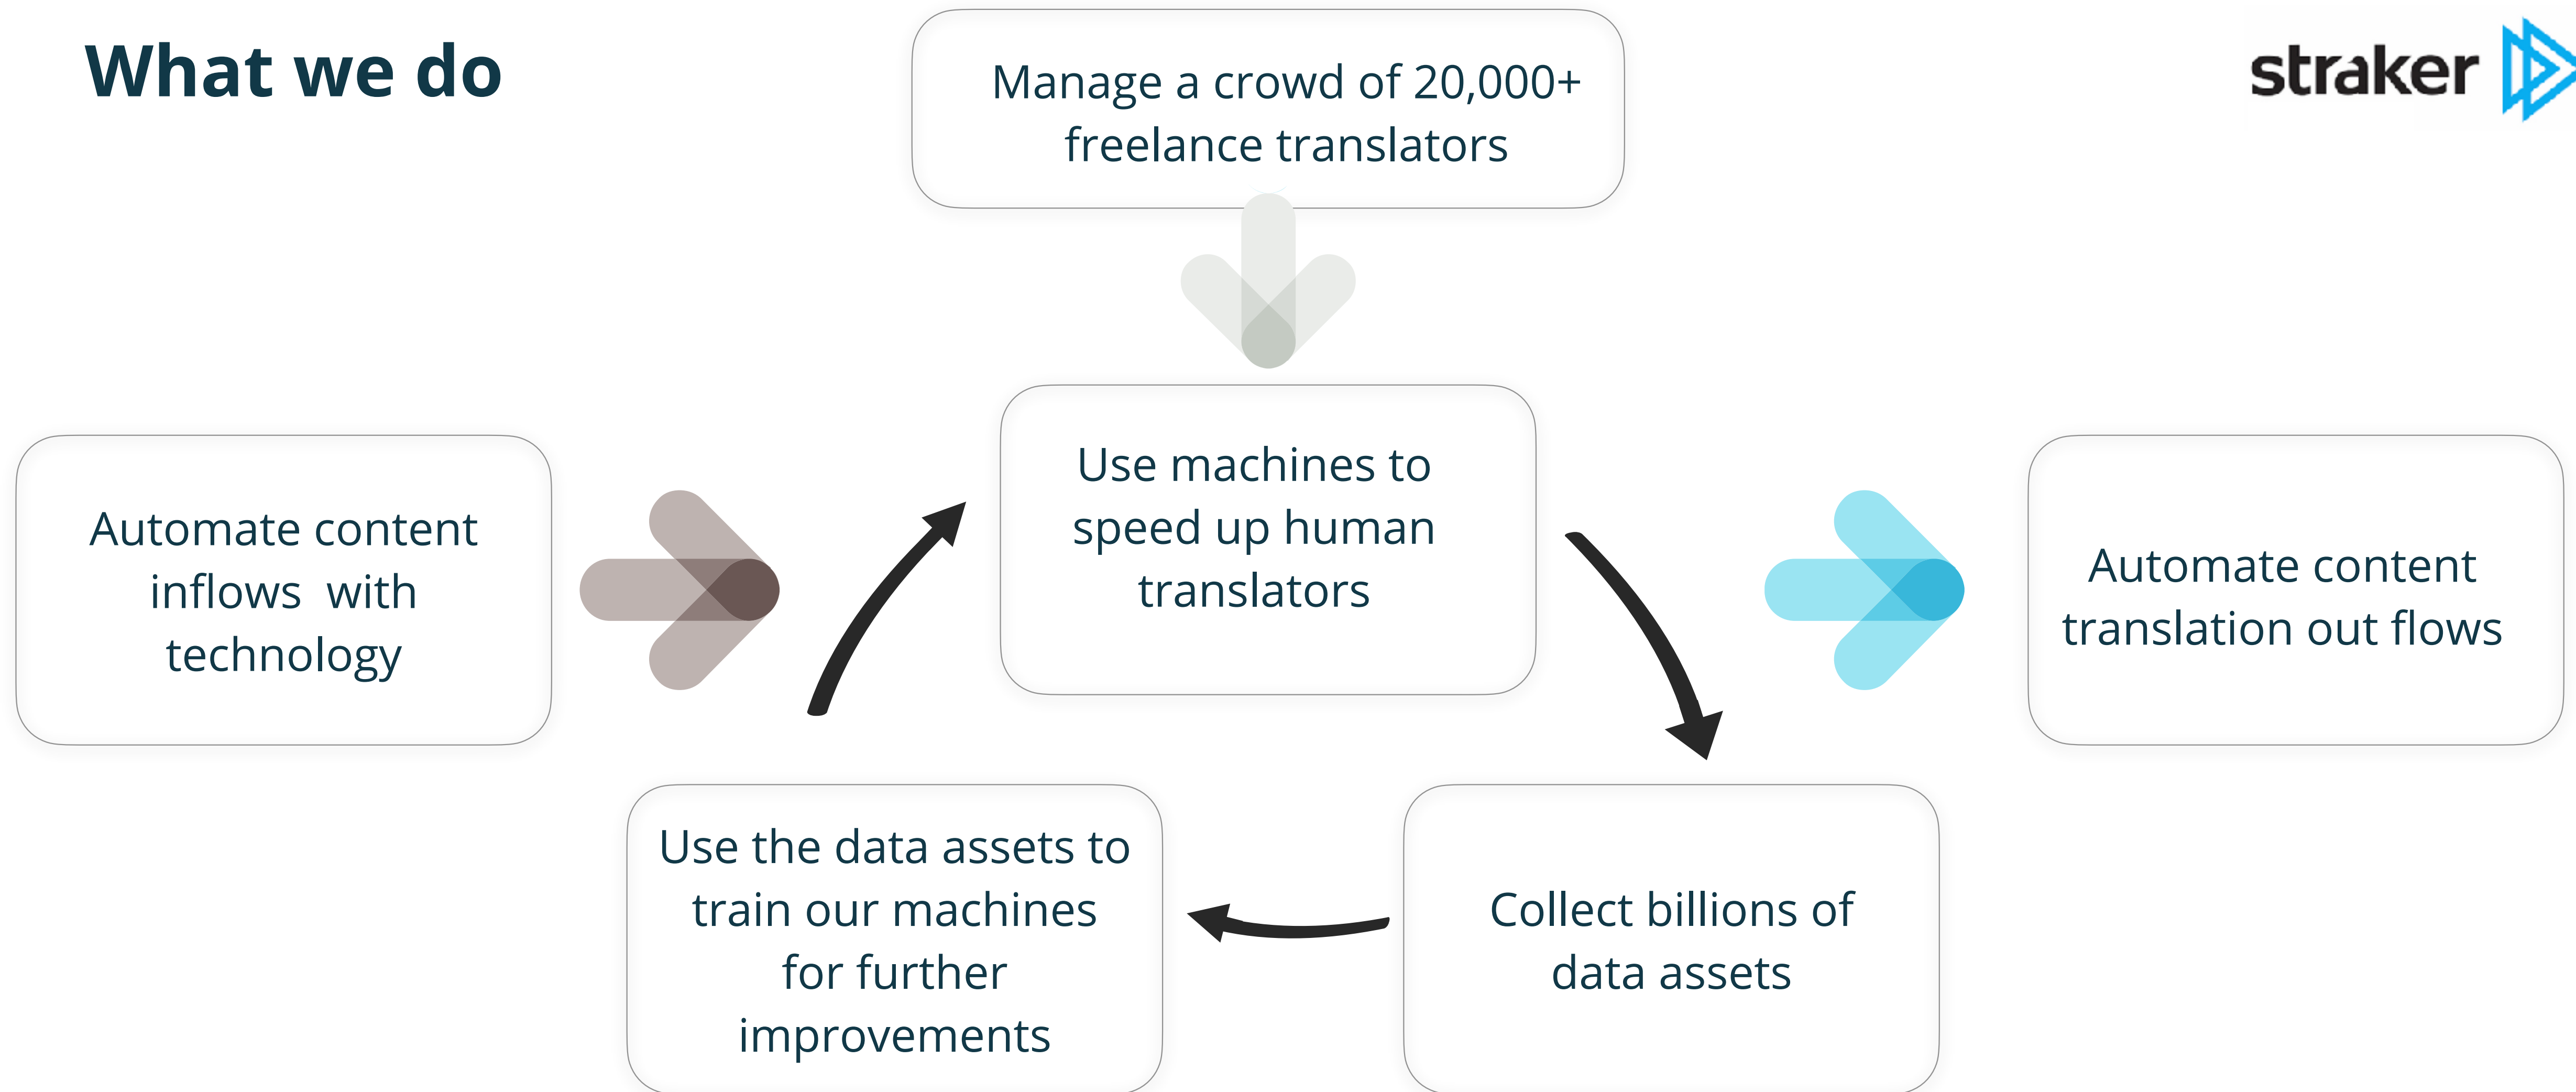 What we do
straker
Manage a crowd of 20,000+
freelance translators
Automate content
inflows  with
technology
Use machines to
speed up human
translators
Automate content
translation out flows
Use the data assets to
train our machines
for further
improvements
Collect billions of
data assets